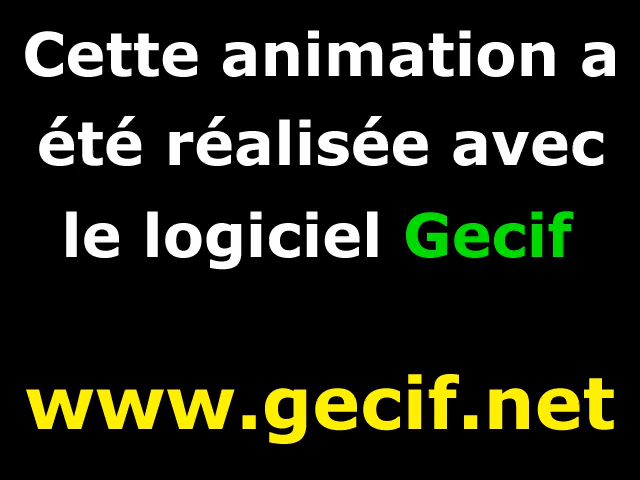 Cette animation a
été réalisée avec
le logiciel Gecif
www.gecif.net